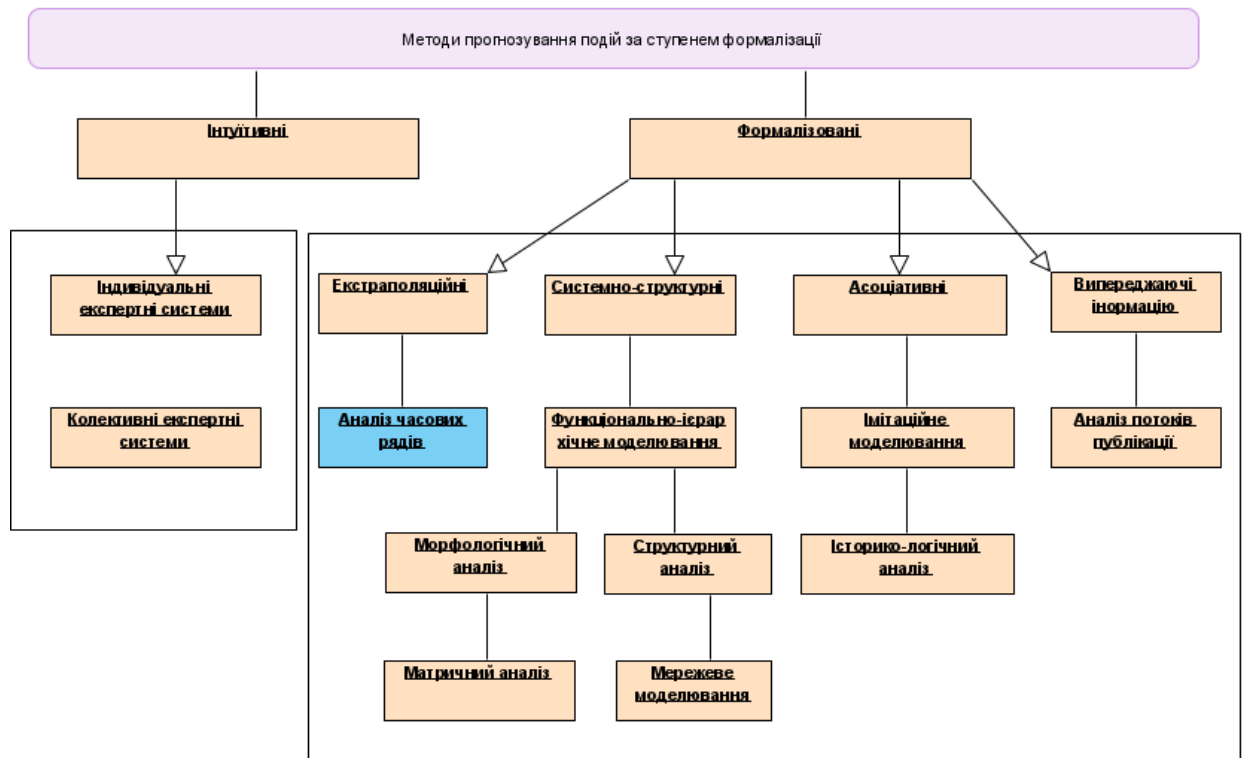 Методи прогнозування подій за ступенем формалізації
Інтуїтивні
Формалізовані
Індивідуальні
експертні системи
Екстраполяційні
Системно-структурні
Асоціативні
Випереджаючі
інормацію
Колективні експертні
системи
Аналіз часових
рядів
Функціонально-ієрар
хічне моделювання
Імітаційне
моделювання
Аналіз потоків
публікації
Морфологічний
аналіз
Структурний
аналіз
Історико-логічний
аналіз
Матричний аналіз
Мережеве
моделювання